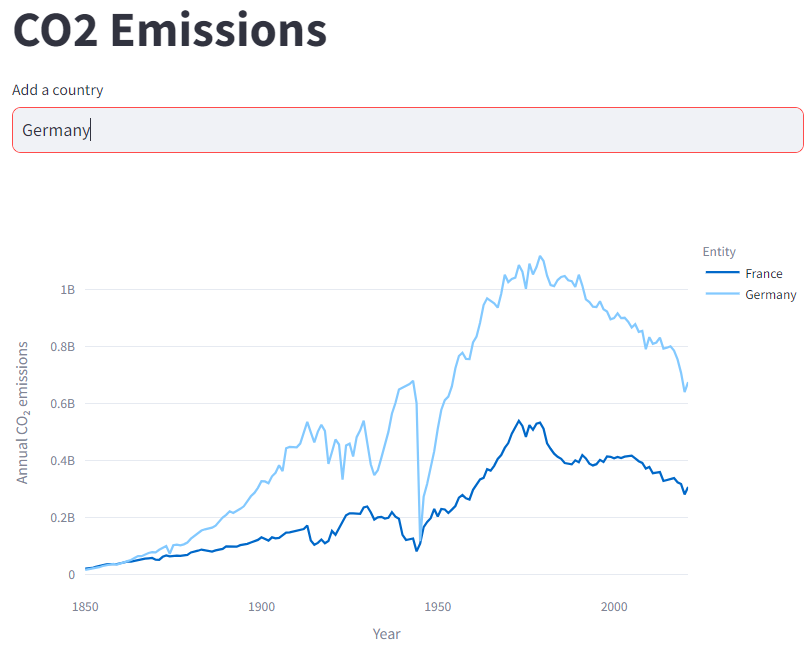 CO2 Emissions
Add a country
Germany
Entity
France
Germany
1B
0.8B
0.6B
0.4B
0.2B
0
Annual CO₂ emissions
1850 1900 1950 2000
Year